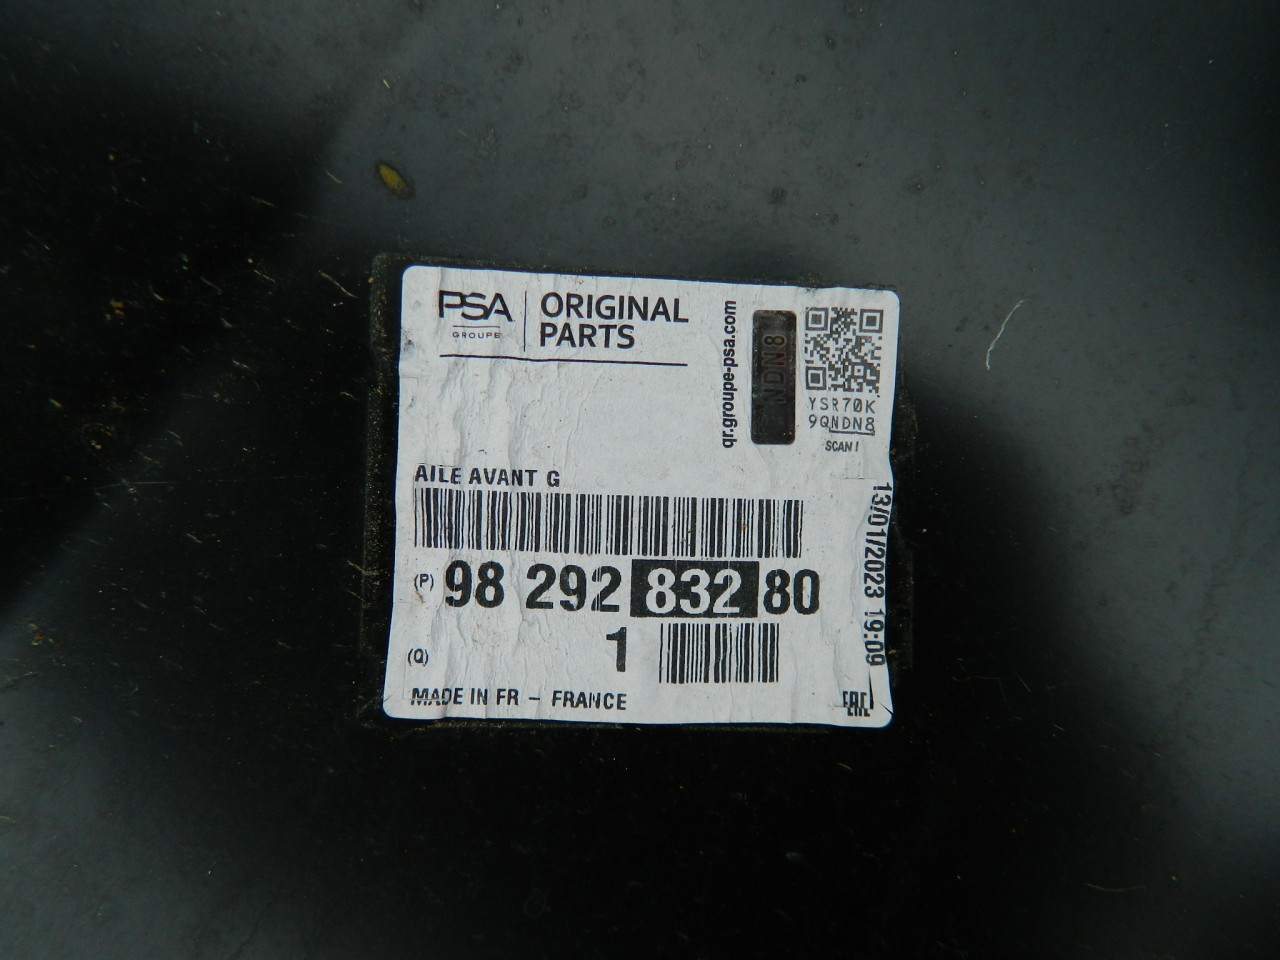 PSA
GROUPE
ORIGINAL
PARTS
qr.groupe-psa.com
NDN8
YSR70K
9QNDN8
SCAN!
AILE AVANT G
(P) 98 292 832 80
(Q) 1
MADE IN FR - FRANCE
13/01/2023 19:09
EAC